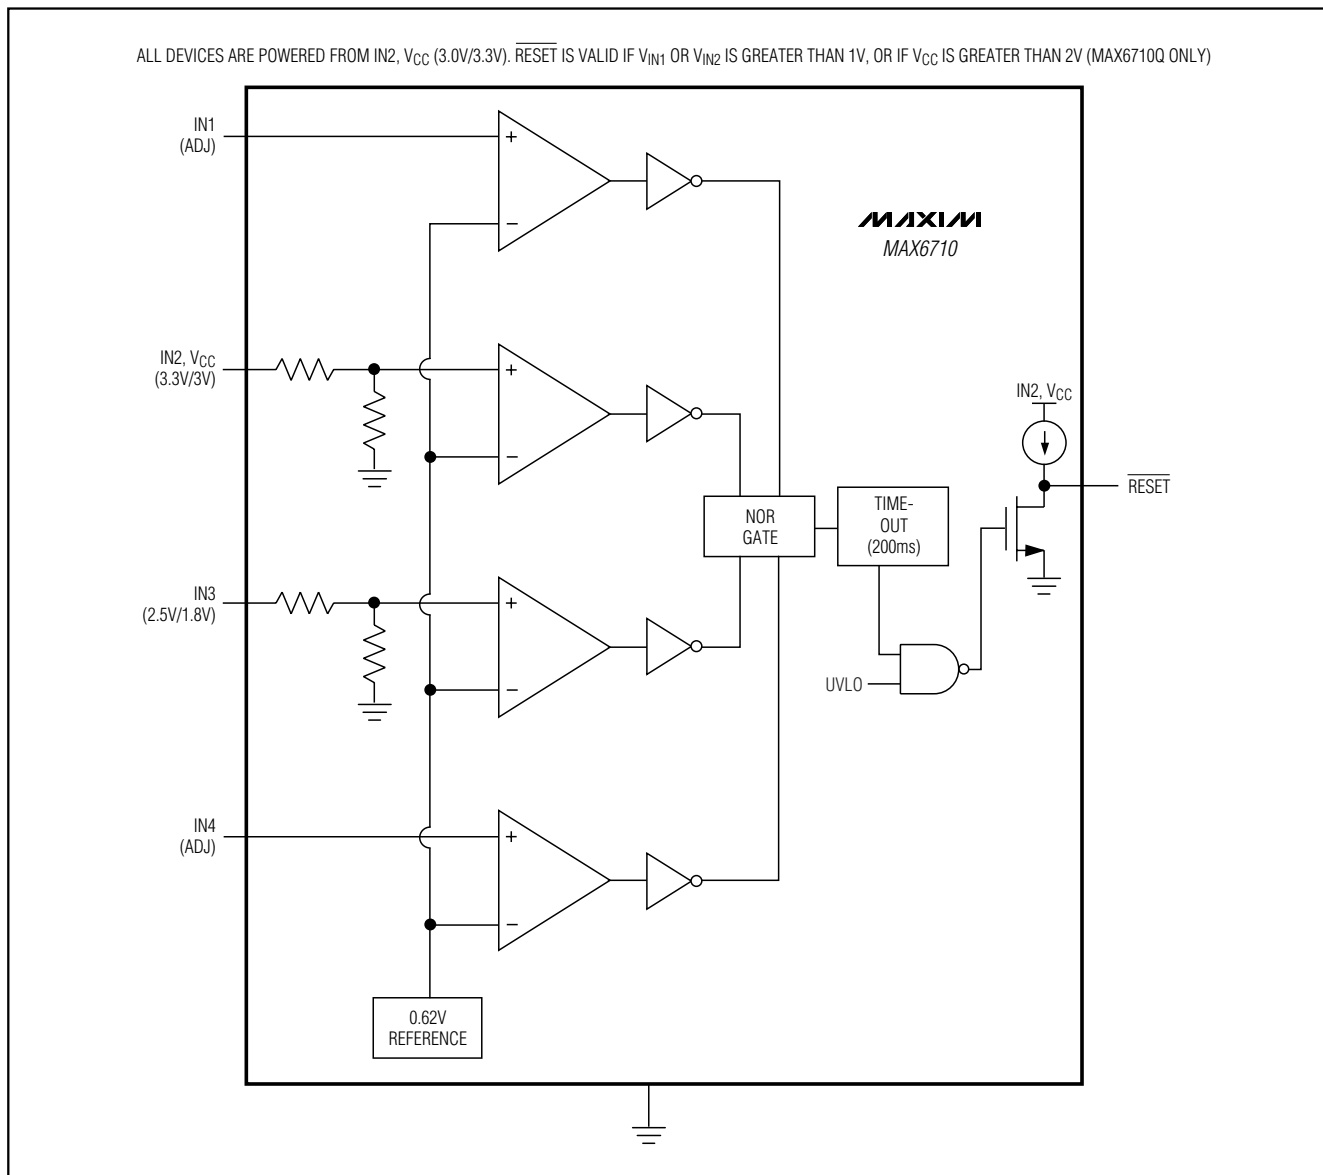 ALL DEVICES ARE POWERED FROM IN2, VCC (3.0V/3.3V). RESET IS VALID IF VIN1 OR VIN2 IS GREATER THAN 1V, OR IF VCC IS GREATER THAN 2V (MAX6710Q ONLY)
IN1
(ADJ)
+
−
MAXIM
MAX6710
IN2, VCC
(3.3V/3V)
+
−
IN2, VCC
RESET
NOR
GATE
TIME-
OUT
(200ms)
IN3
(2.5V/1.8V)
+
−
UVLO
IN4
(ADJ)
+
−
0.62V
REFERENCE